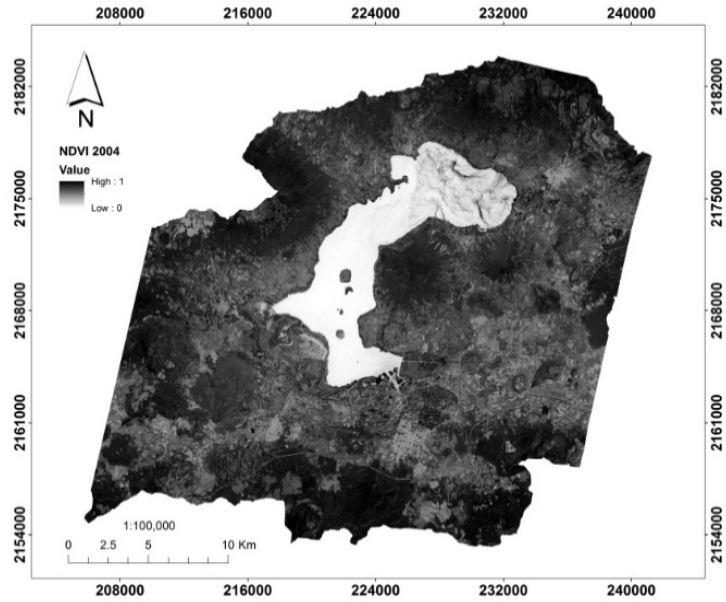 208000 216000 224000 232000 240000
2182000 2182000
N
NDVI 2004
Value
High : 1
Low : 0
2175000 2175000
2168000 2168000
2161000 2161000
1:100,000
0 2.5 5 10 Km
2154000 2154000
208000 216000 224000 232000 240000